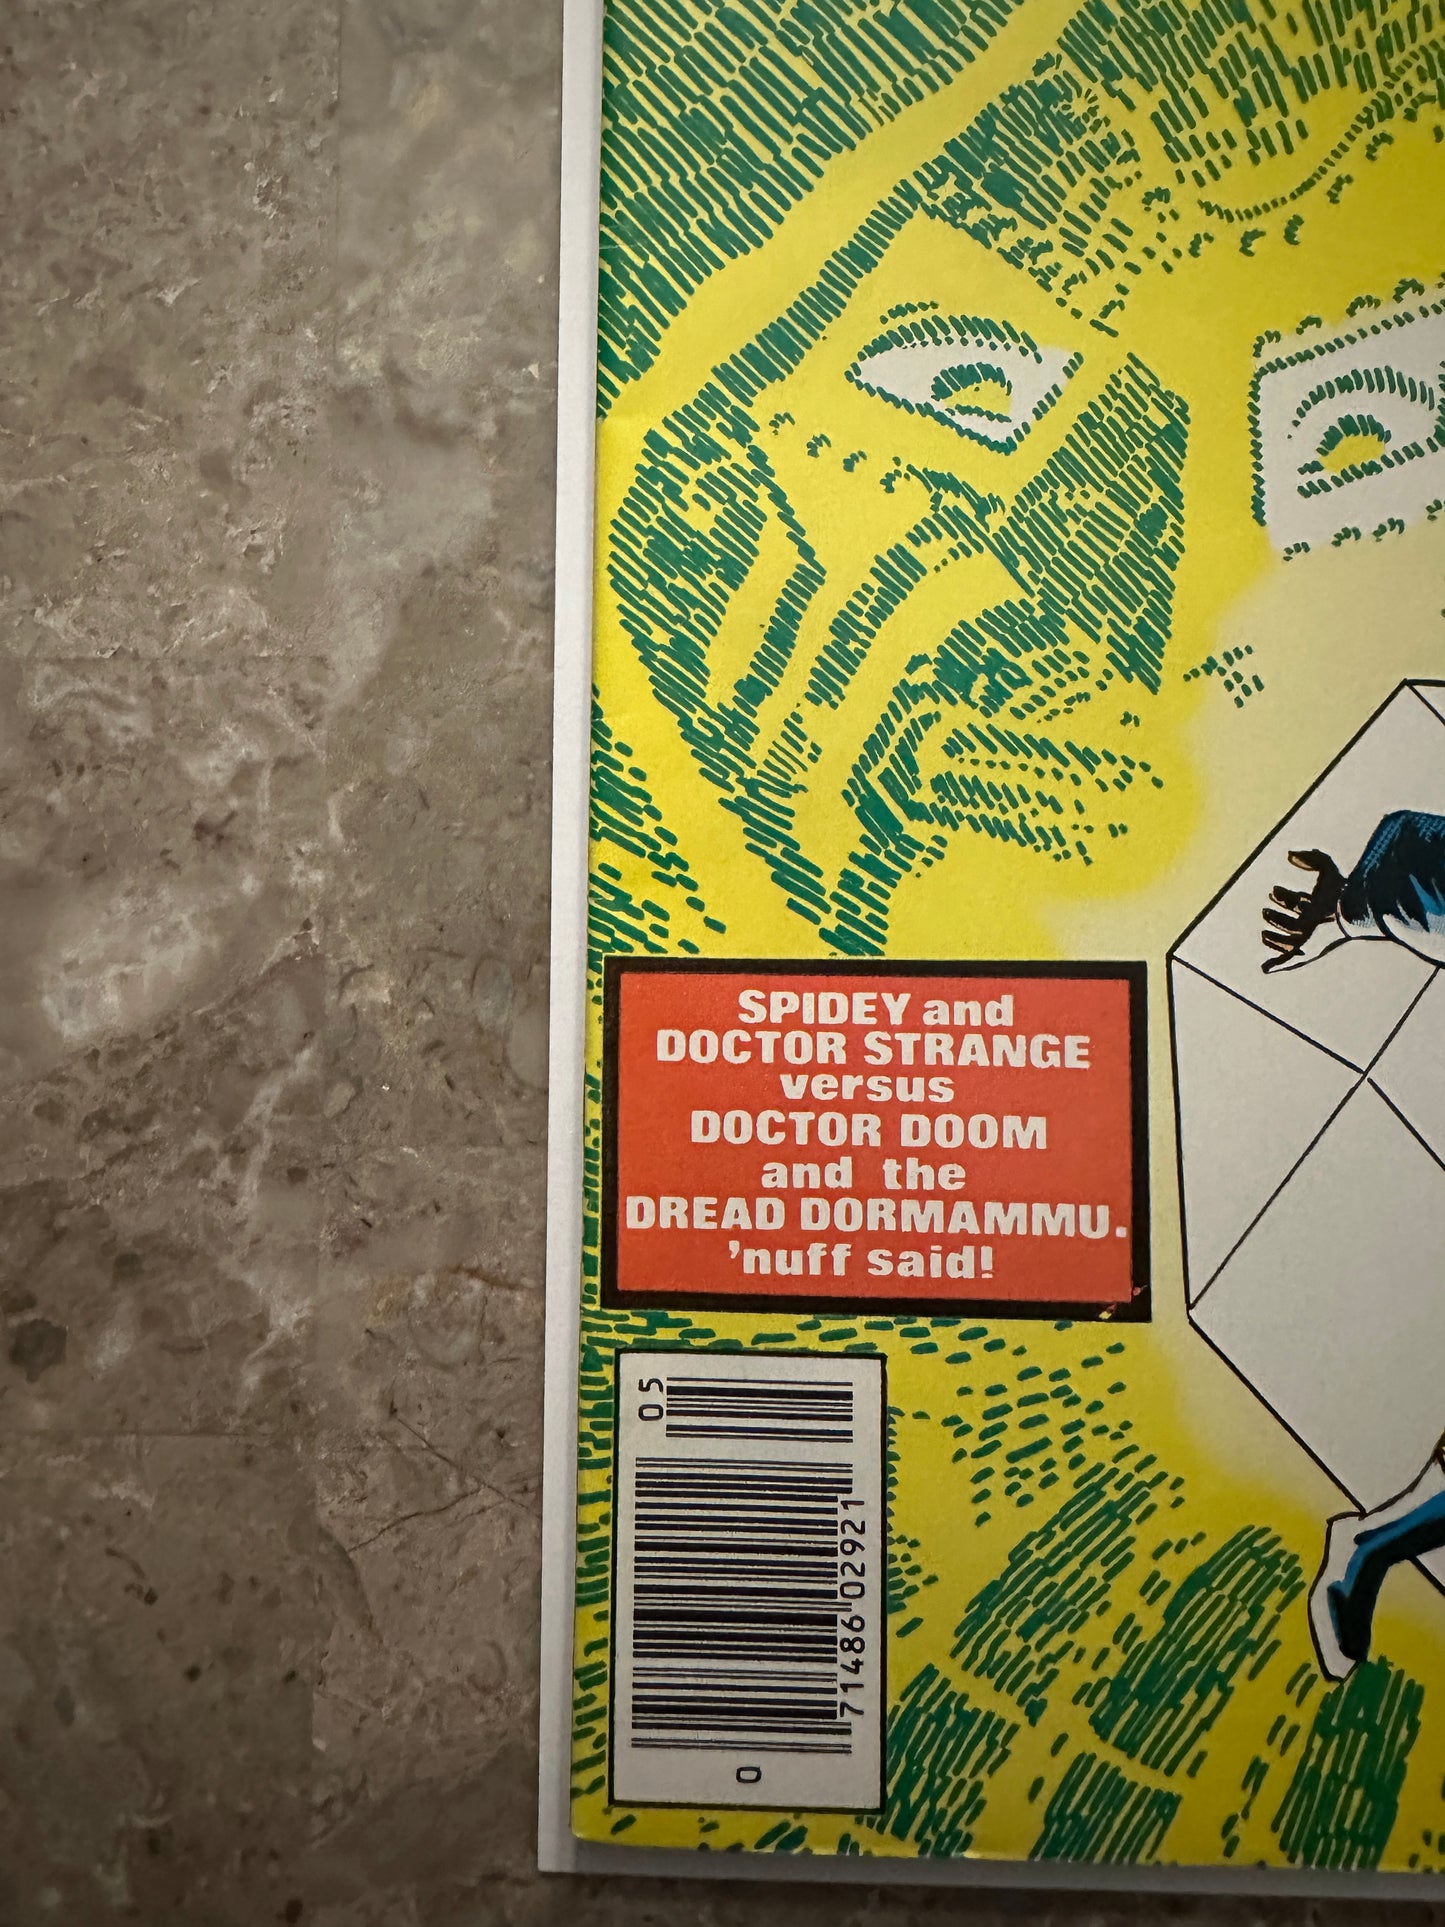 SPIDEY and
DOCTOR STRANGE
versus
DOCTOR DOOM
and the
DREAD DORMAMMU.
'nuff said!
05
71486 02921
0